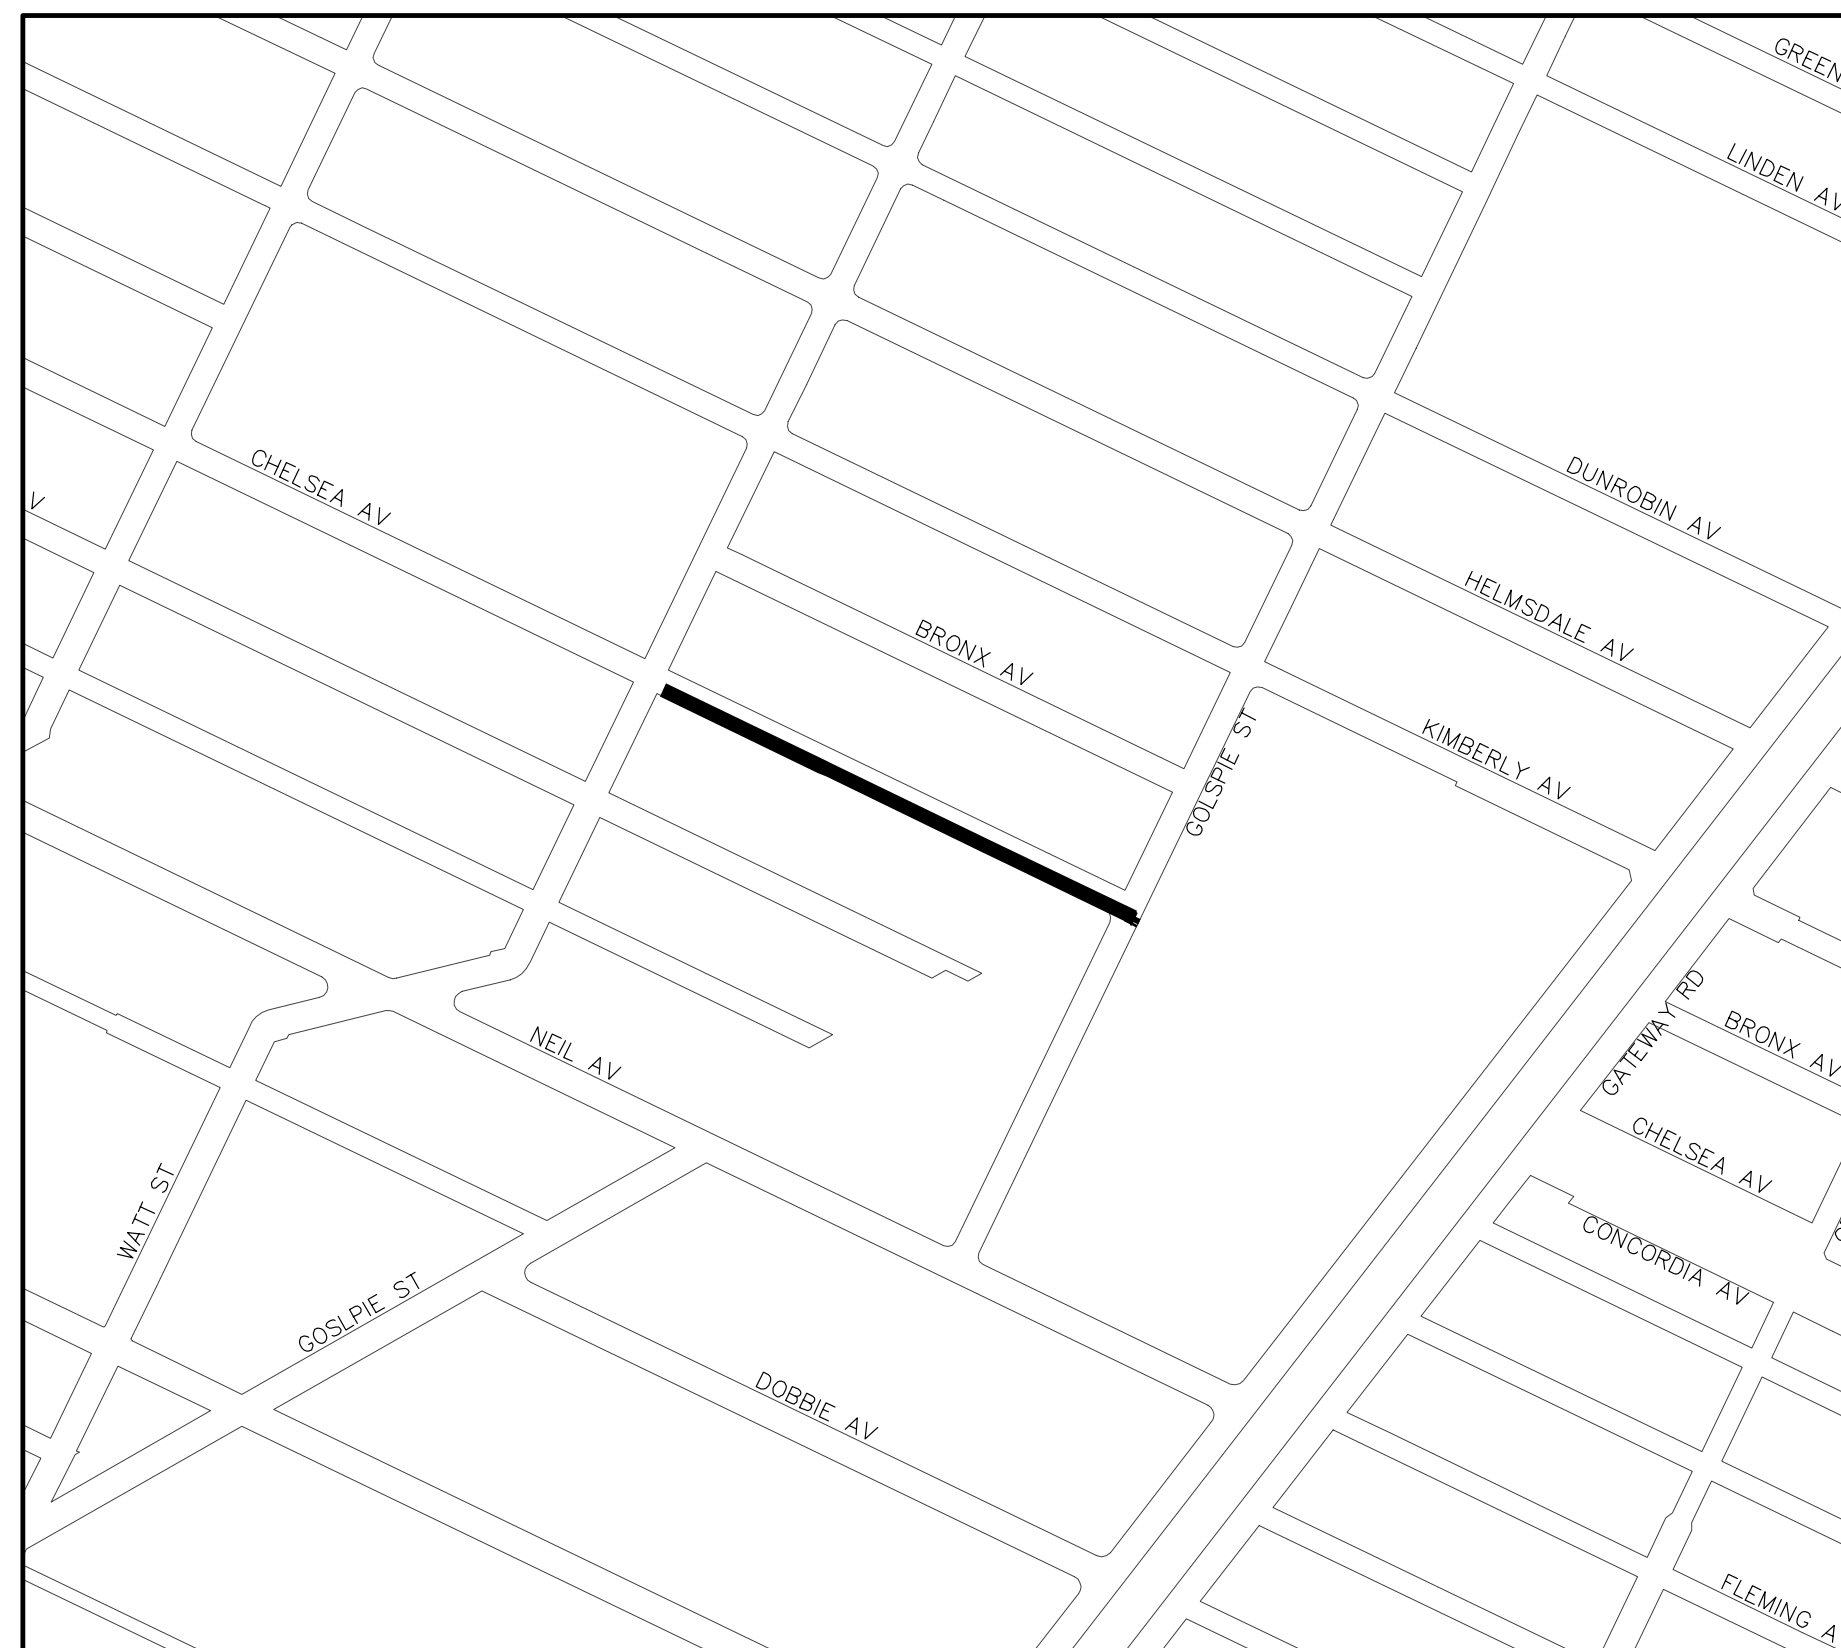 GREEN
LINDEN AV
CHELSEA AV
V
DUNROBIN AV
HELMSDALE AV
BRONX AV
GOLSPIE ST
KIMBERLY AV
GATEWAY RD
BRONX AV
NEIL AV
CHELSEA AV
WATT ST
CONCORDIA AV
GOSLPIE ST
DOBBIE AV
FLEMING A